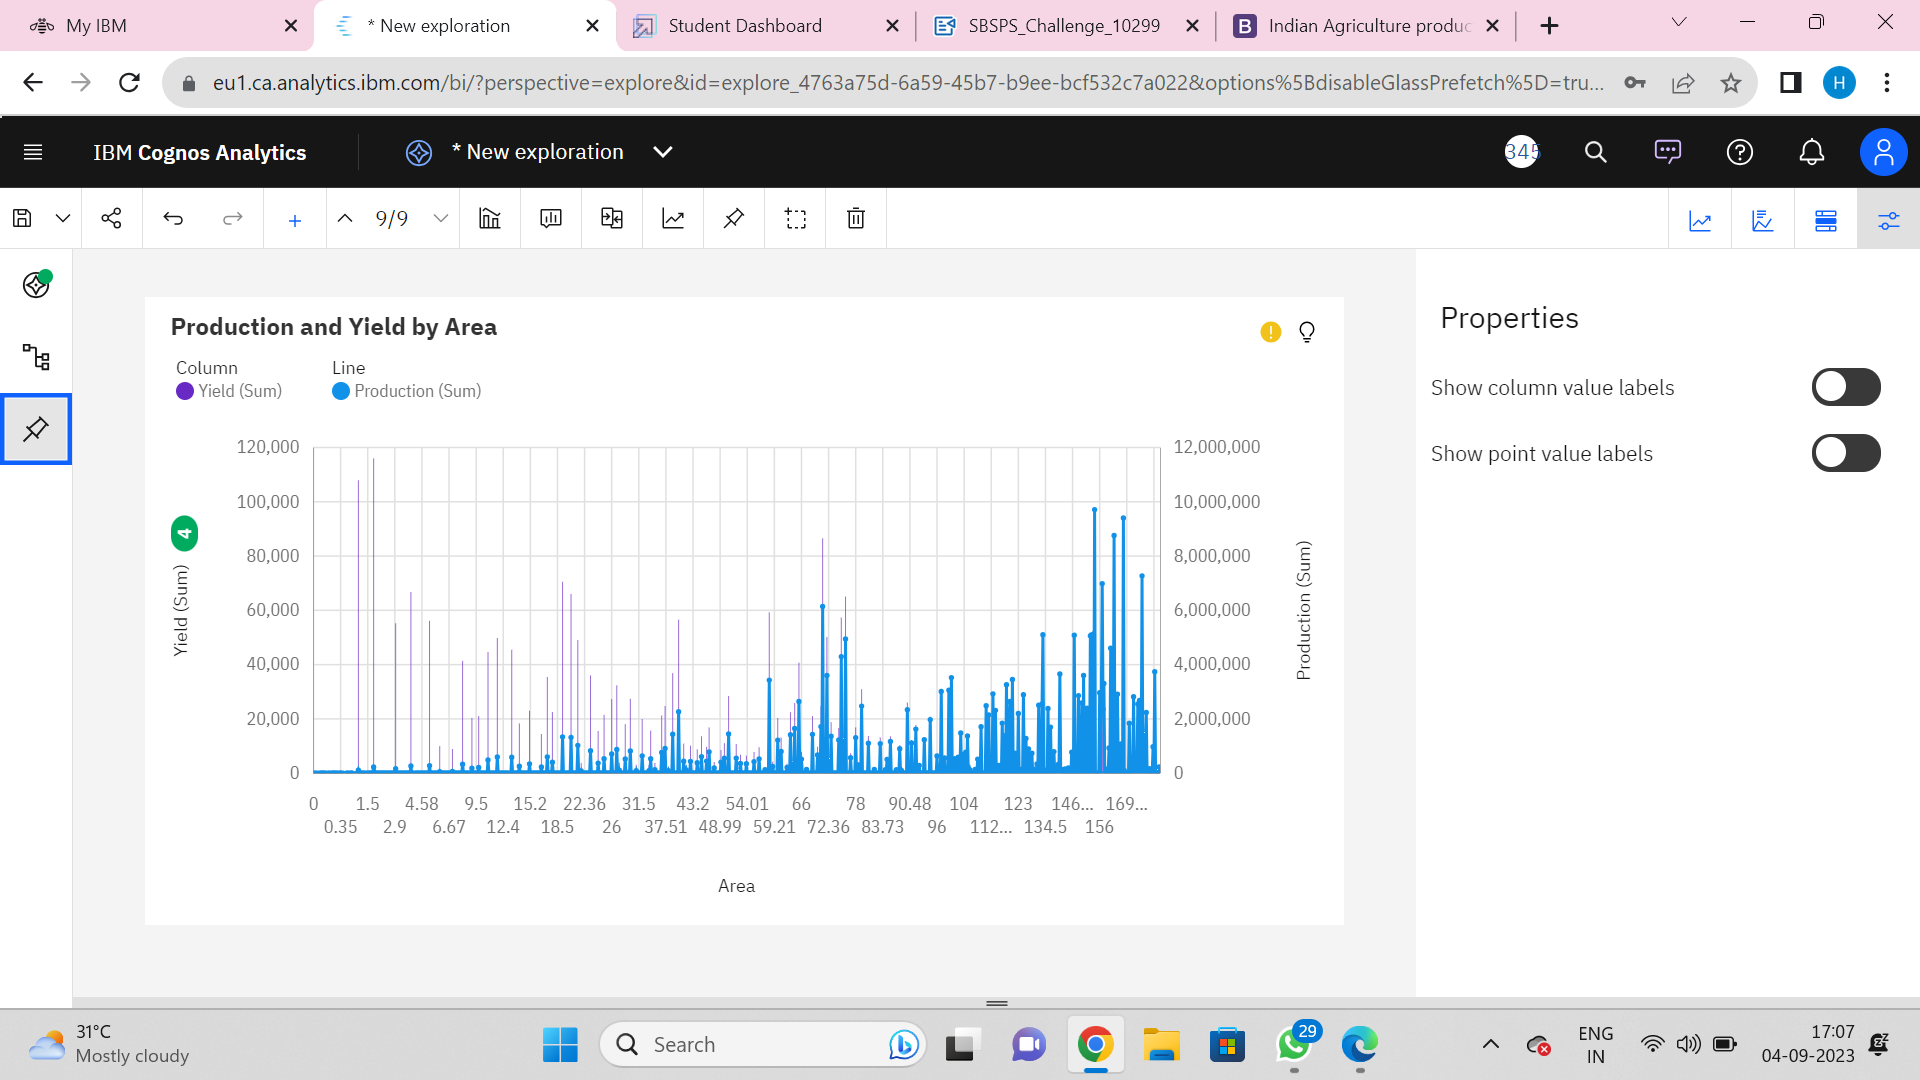 My IBM
* New exploration
Student Dashboard
SBSPS_Challenge_10299
Indian Agriculture produc
eu1.ca.analytics.ibm.com/bi/?perspective=explore&id=explore_4763a75d-6a59-45b7-b9ee-bcf532c7a022&options%5BdisableGlassPrefetch%5D=tru...
H
IBM Cognos Analytics
* New exploration
345
9/9
Production and Yield by Area
Column
Line
Yield (Sum)
Production (Sum)
120,000
100,000
80,000
60,000
40,000
20,000
0
Yield (Sum)
4
12,000,000
10,000,000
8,000,000
6,000,000
4,000,000
2,000,000
0
Production (Sum)
0 1.5 4.58 9.5 15.2 22.36 31.5 43.2 54.01 66 78 90.48 104 123 146... 169...
0.35 2.9 6.67 12.4 18.5 26 37.51 48.99 59.21 72.36 83.73 96 112... 134.5 156
Area
Properties
Show column value labels
Show point value labels
31°C
Mostly cloudy
Search
29
ENG
IN
17:07
04-09-2023